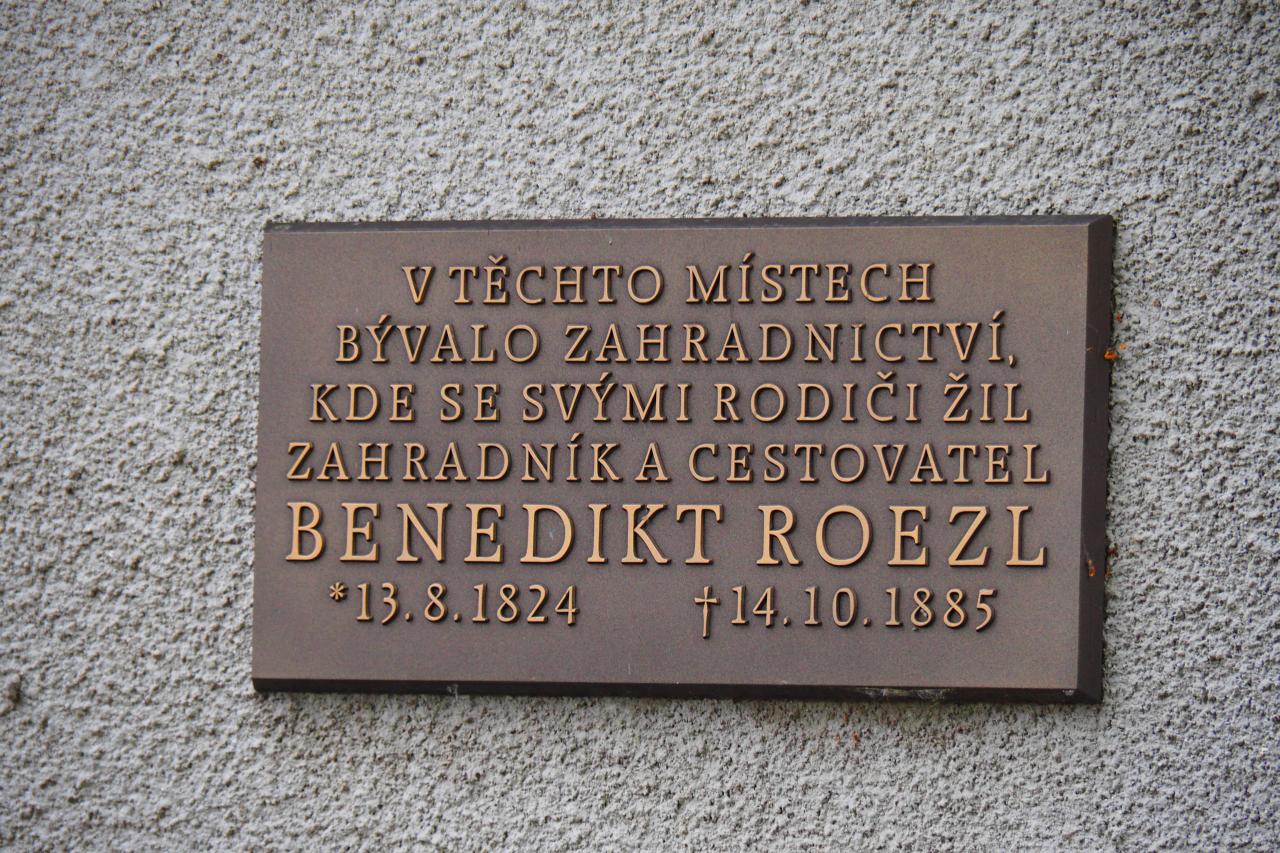 V TĚCHTO MÍSTECH
BÝVALO ZAHRADNICTVÍ,
KDE SE SVÝMI RODIČI ŽIL
ZAHRADNÍK A CESTOVATEL
BENEDIKT ROEZL
*13.8.1824 †14.10.1885